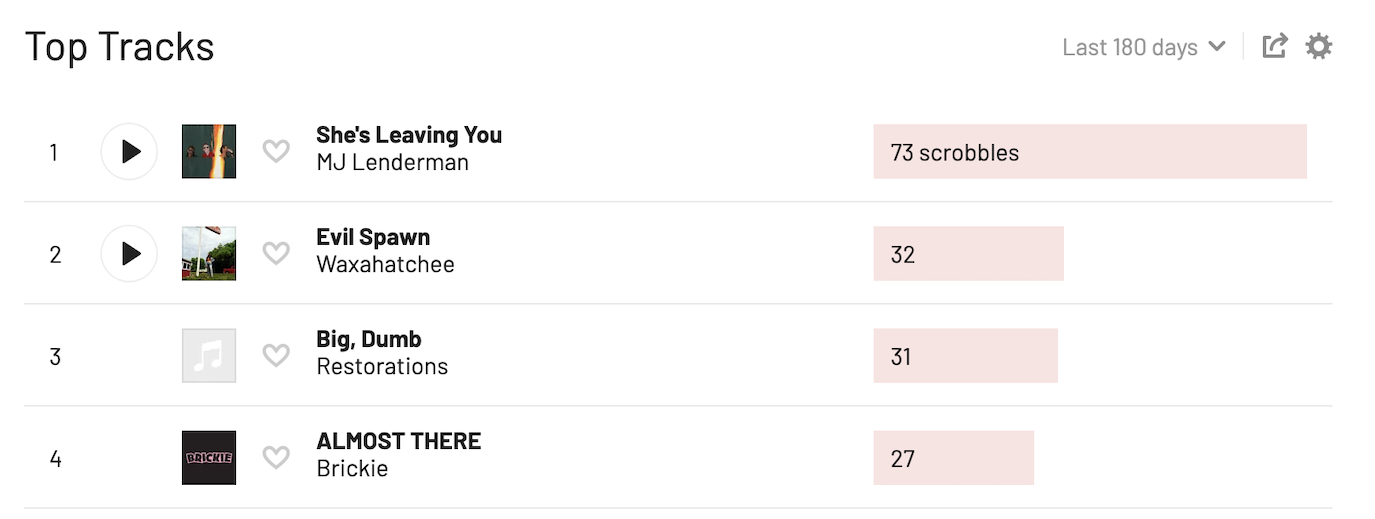 Top Tracks
Last 180 days
1
She's Leaving You
MJ Lenderman
73 scrobbles
2
Evil Spawn
Waxahatchee
32
3
Big, Dumb
Restorations
31
4
BRICKIE
ALMOST THERE
Brickie
27